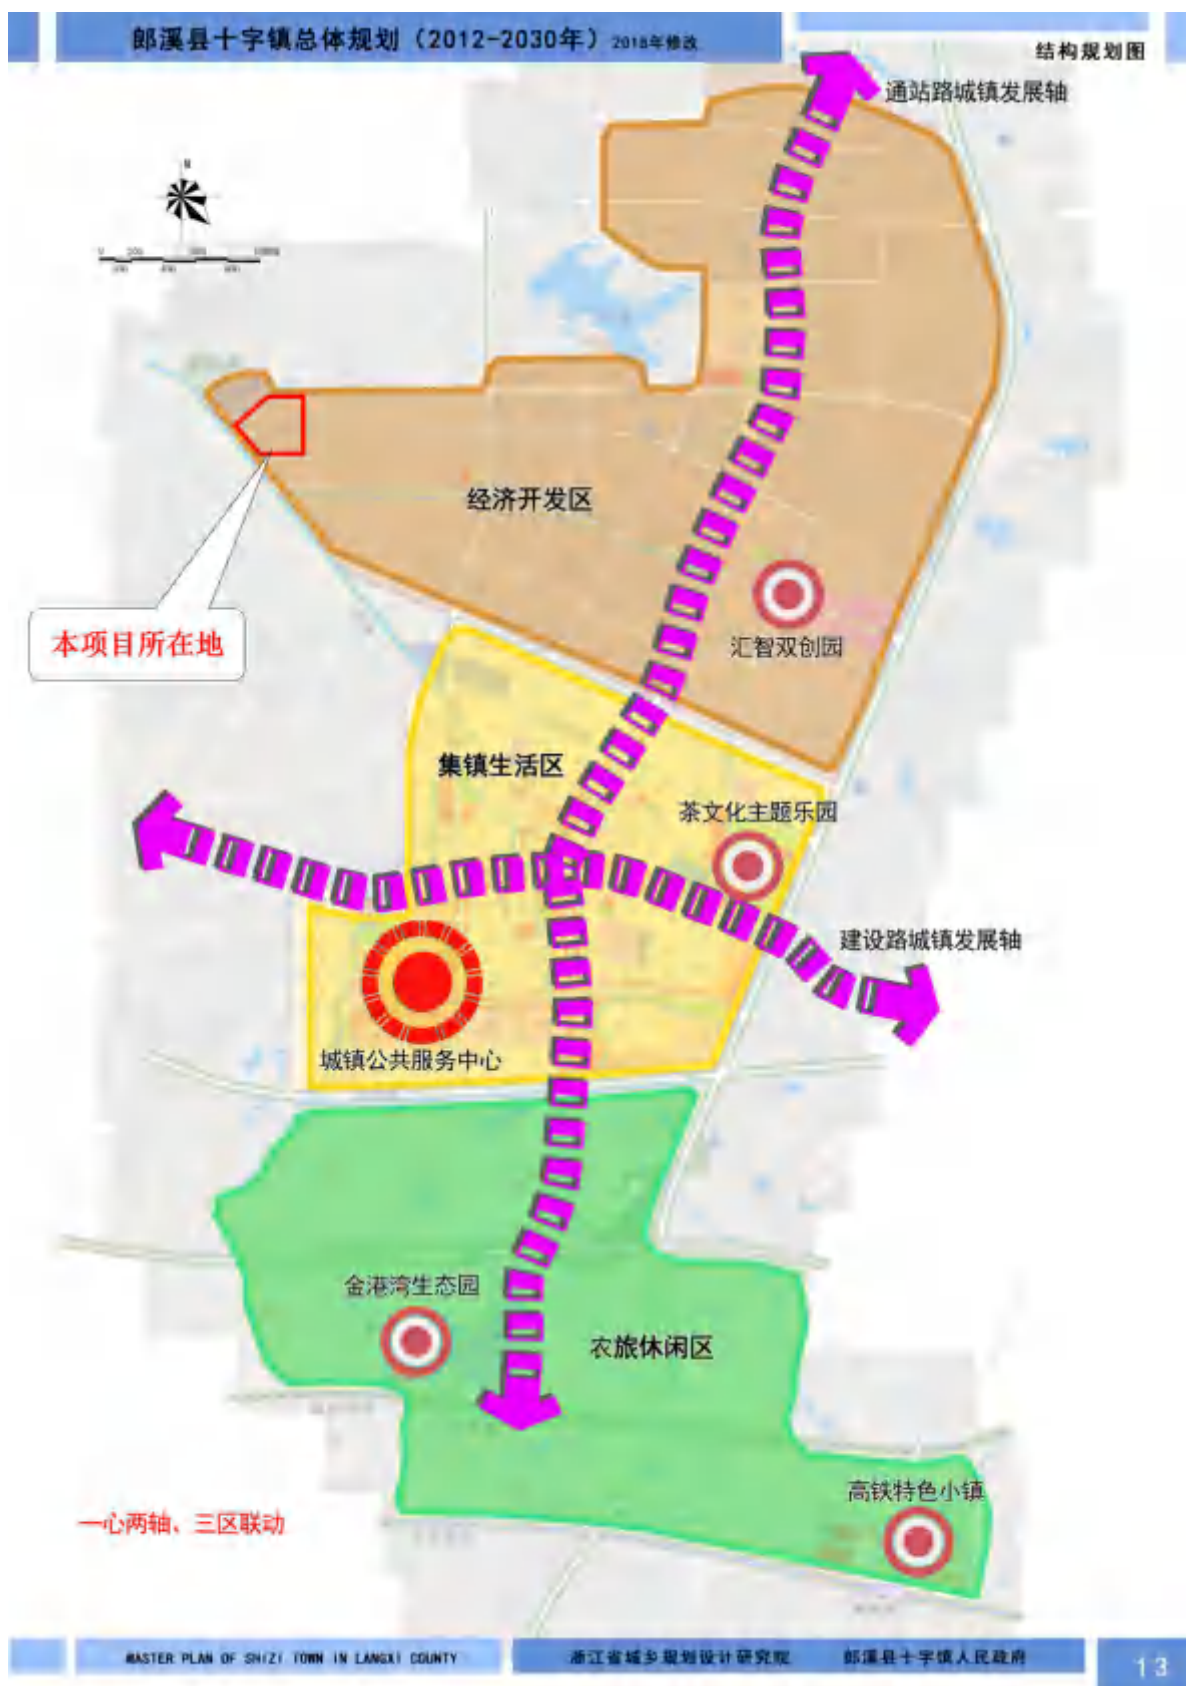 郎溪县十字镇总体规划（2012-2030年）2018年修改
结构规划图
通站路城镇发展轴
N
经济开发区
本项目所在地
汇智双创园
集镇生活区
茶文化主题乐园
建设路城镇发展轴
城镇公共服务中心
金港湾生态园
农旅休闲区
高铁特色小镇
一心两轴、三区联动
MASTER PLAN OF SHIZI TOWN IN LANGXI COUNTY
浙江省城乡规划设计研究院
郎溪县十字镇人民政府
13